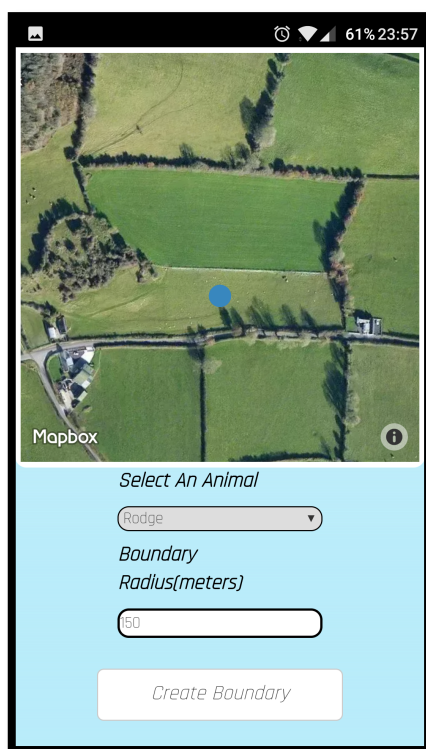 61% 23:57
Mapbox
Select An Animal
Rodge
Boundary
Radius(meters)
150
Create Boundary